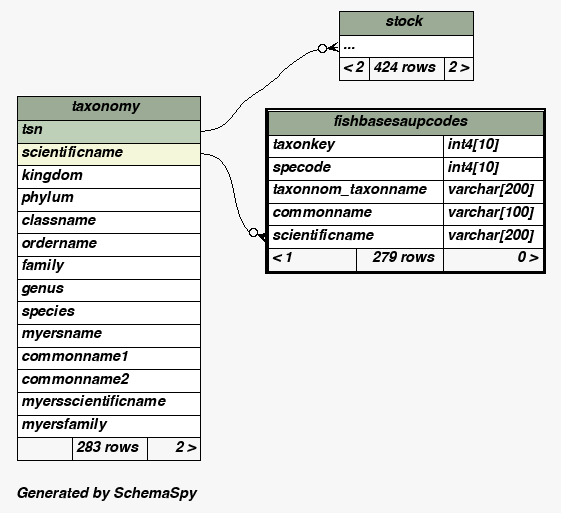 stock
...
< 2 424 rows 2 >
taxonomy
tsn
scientificname
kingdom
phylum
classname
ordername
family
genus
species
myersname
commonname1
commonname2
myersscientificname
myersfamily
283 rows 2 >
fishbasesaupcodes
taxonkey int4[10]
specode int4[10]
taxonnom_taxonname varchar[200]
commonname varchar[100]
scientificname varchar[200]
< 1 279 rows 0 >
Generated by SchemaSpy